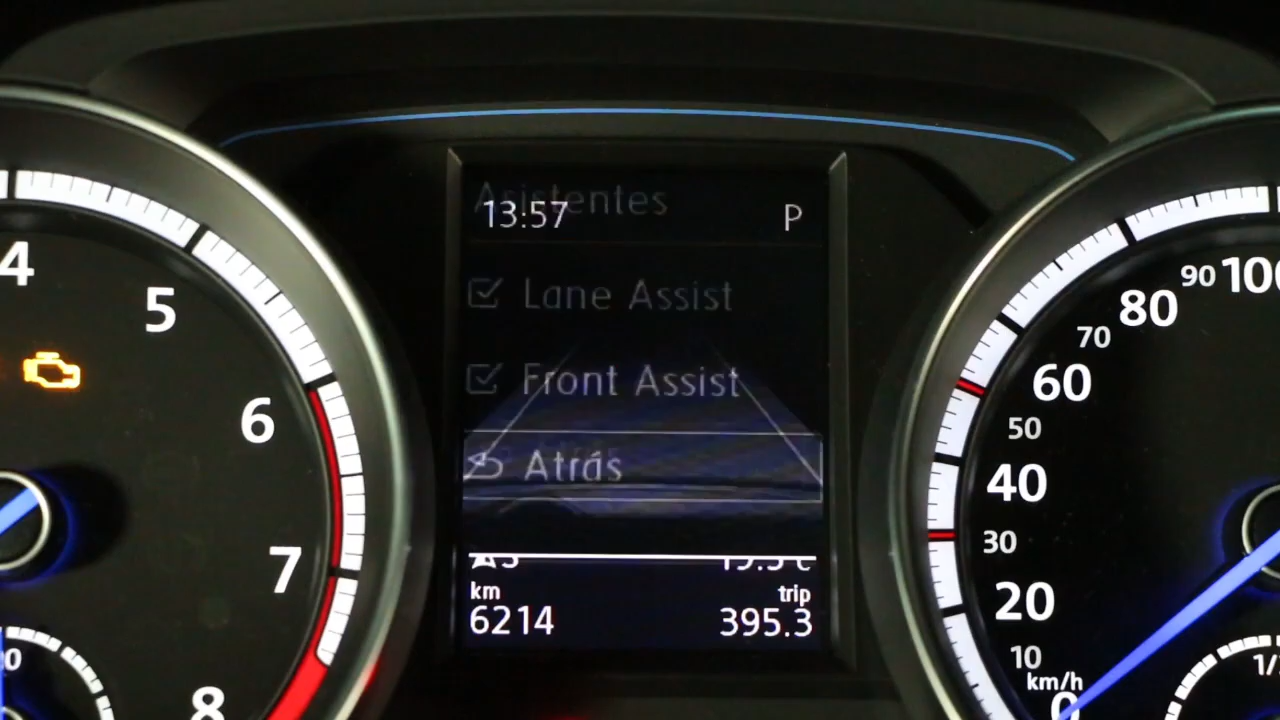 Asistentes
13:57 P
Lane Assist
Front Assist
Atrás
km trip
6214 395.3
4
5
6
7
8
100
90
80
70
60
50
40
30
20
10
km/h
0